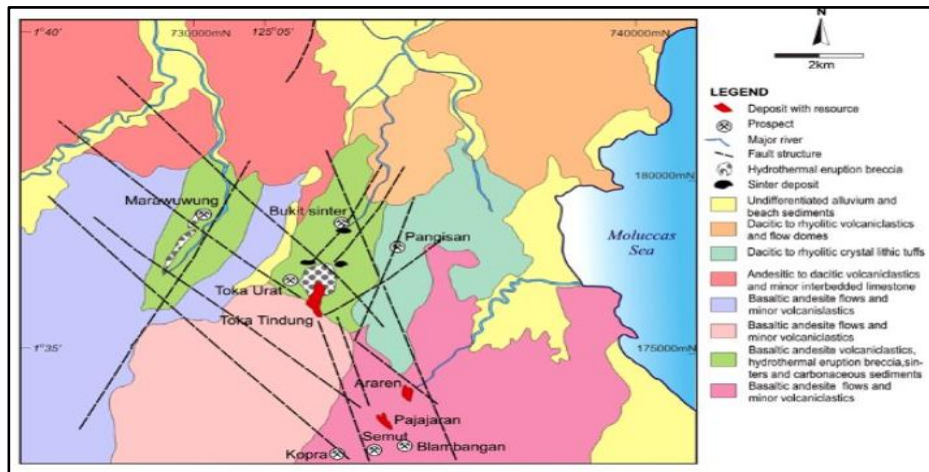 1°40'
730000mN
125°05'
740000mN
N
2km
LEGEND
Deposit with resource
Prospect
Major river
Fault structure
Hydrothermal eruption breccia
Sinter deposit
Undifferentiated alluvium and
beach sediments
Dacitic to rhyolitic volcaniclastics
and flow domes
Dacitic to rhyolitic crystal lithic tuffs
Andesitic to dacitic volcaniclastics
and minor interbedded limestone
Basaltic andesite flows and
minor volcanislastics
Basaltic andesite flows and
minor volcaniclastics
Basaltic andesite volcaniclastics,
hydrothermal eruption breccia,sin-
ters and carbonaceous sediments
Basaltic andesite flows and
minor volcaniclastics
180000mN
Marawuwung
Bukit sinter
Pangisan
Moluccas
Sea
Toka Urat
Toka Tindung
1°35'
175000mN
Araren
Pajajaran
Semut
Blambangan
Kopra